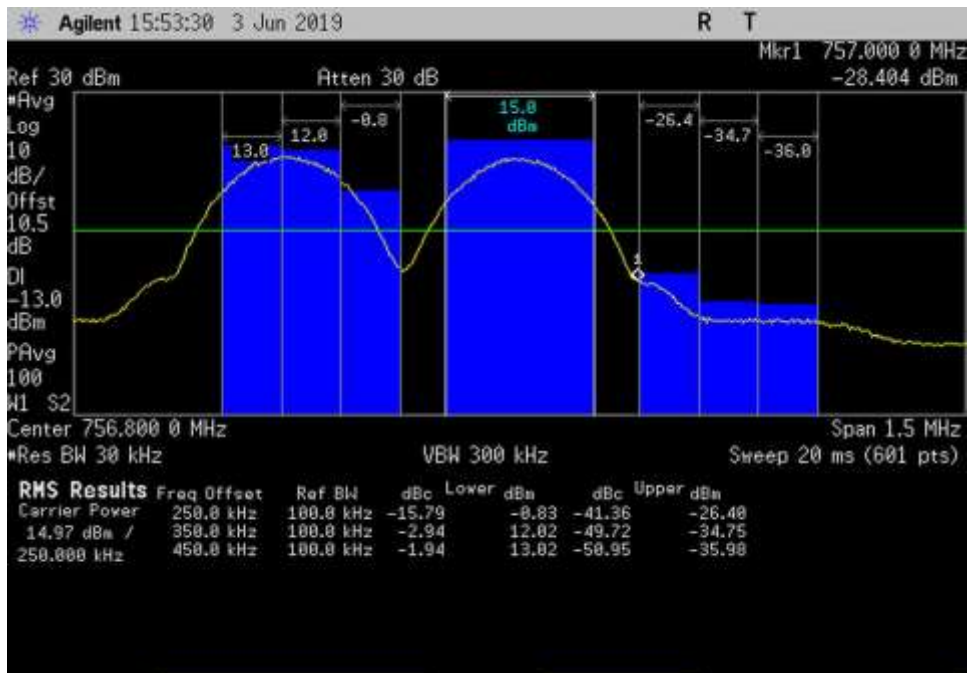 Agilent 15:53:30 3 Jun 2019 R T
Mkr1 757.000 0 MHz
Ref 30 dBm Atten 30 dB -28.404 dBm
#Avg
Log
10
dB/
Offst
10.5
dB
DI
-13.0
dBm
PAvg
100
W1 S2
13.0
12.0
-0.8
15.0
dBm
-26.4
-34.7
-36.0
1
Center 756.800 0 MHz Span 1.5 MHz
#Res BW 30 kHz VBW 300 kHz Sweep 20 ms (601 pts)
RMS Results Freq Offset Ref BW dBc Lower dBm dBc Upper dBm
Carrier Power 250.0 kHz 100.0 kHz -15.79 -0.83 -41.36 -26.40
14.97 dBm / 350.0 kHz 100.0 kHz -2.94 12.02 -49.72 -34.75
250.000 kHz 450.0 kHz 100.0 kHz -1.94 13.02 -50.95 -35.98